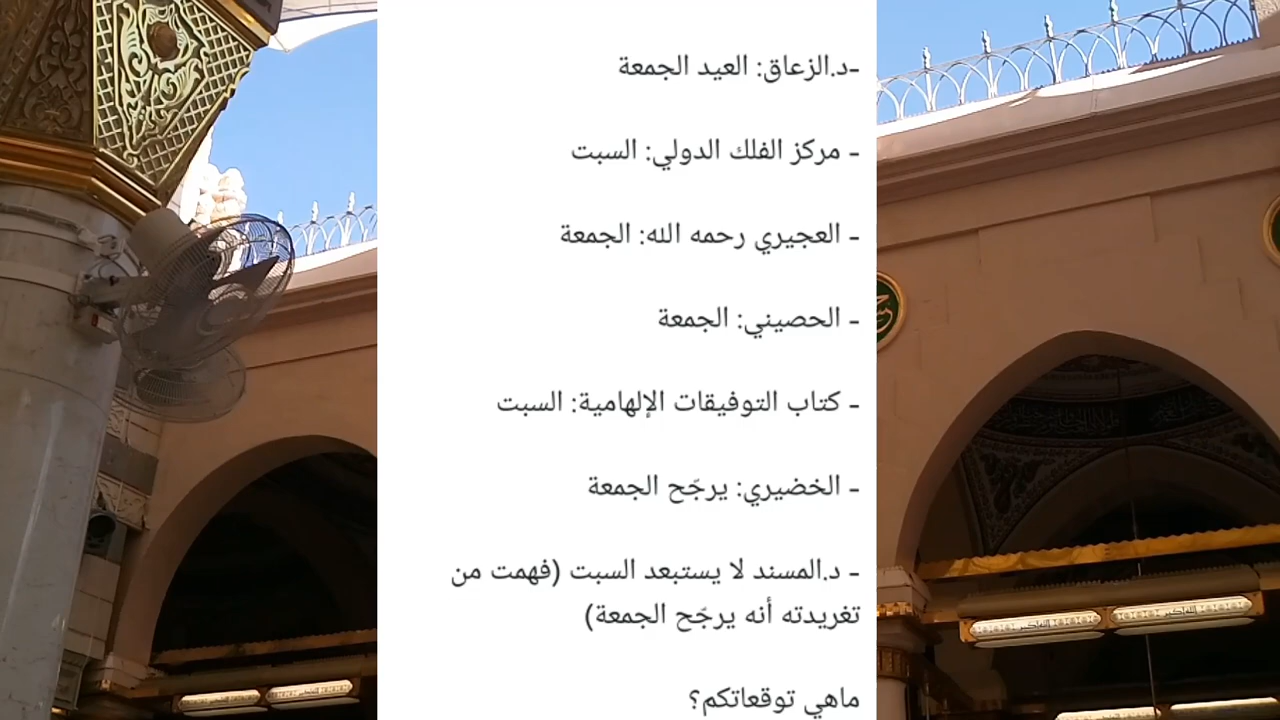 -د.الزعاق: العيد الجمعة
- مركز الفلك الدولي: السبت
- العجيري رحمه الله: الجمعة
- الحصيني: الجمعة
- كتاب التوفيقات الإلهامية: السبت
- الخضيري: يرجّح الجمعة
- د.المسند لا يستبعد السبت (فهمت من
تغريدته أنه يرجّح الجمعة)
ماهي توقعاتكم؟